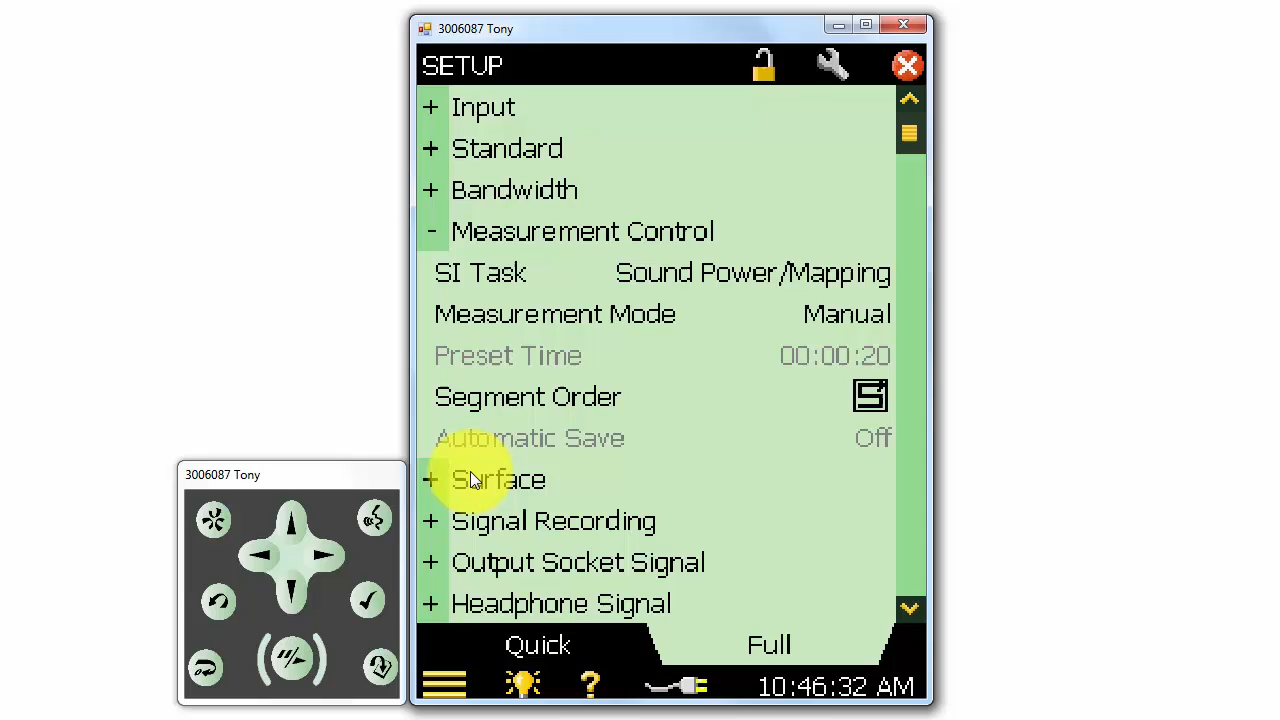 3006087 Tony
SETUP
+ Input
+ Standard
+ Bandwidth
- Measurement Control
SI Task Sound Power/Mapping
Measurement Mode Manual
Preset Time 00:00:20
Segment Order
Automatic Save Off
+ Surface
+ Signal Recording
+ Output Socket Signal
+ Headphone Signal
Quick Full
? 10:46:32 AM
3006087 Tony